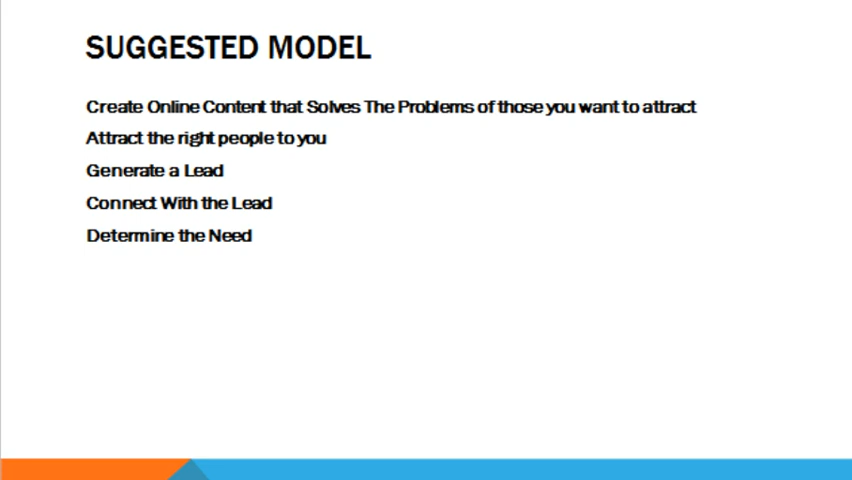 SUGGESTED MODEL
Create Online Content that Solves The Problems of those you want to attract
Attract the right people to you
Generate a Lead
Connect With the Lead
Determine the Need